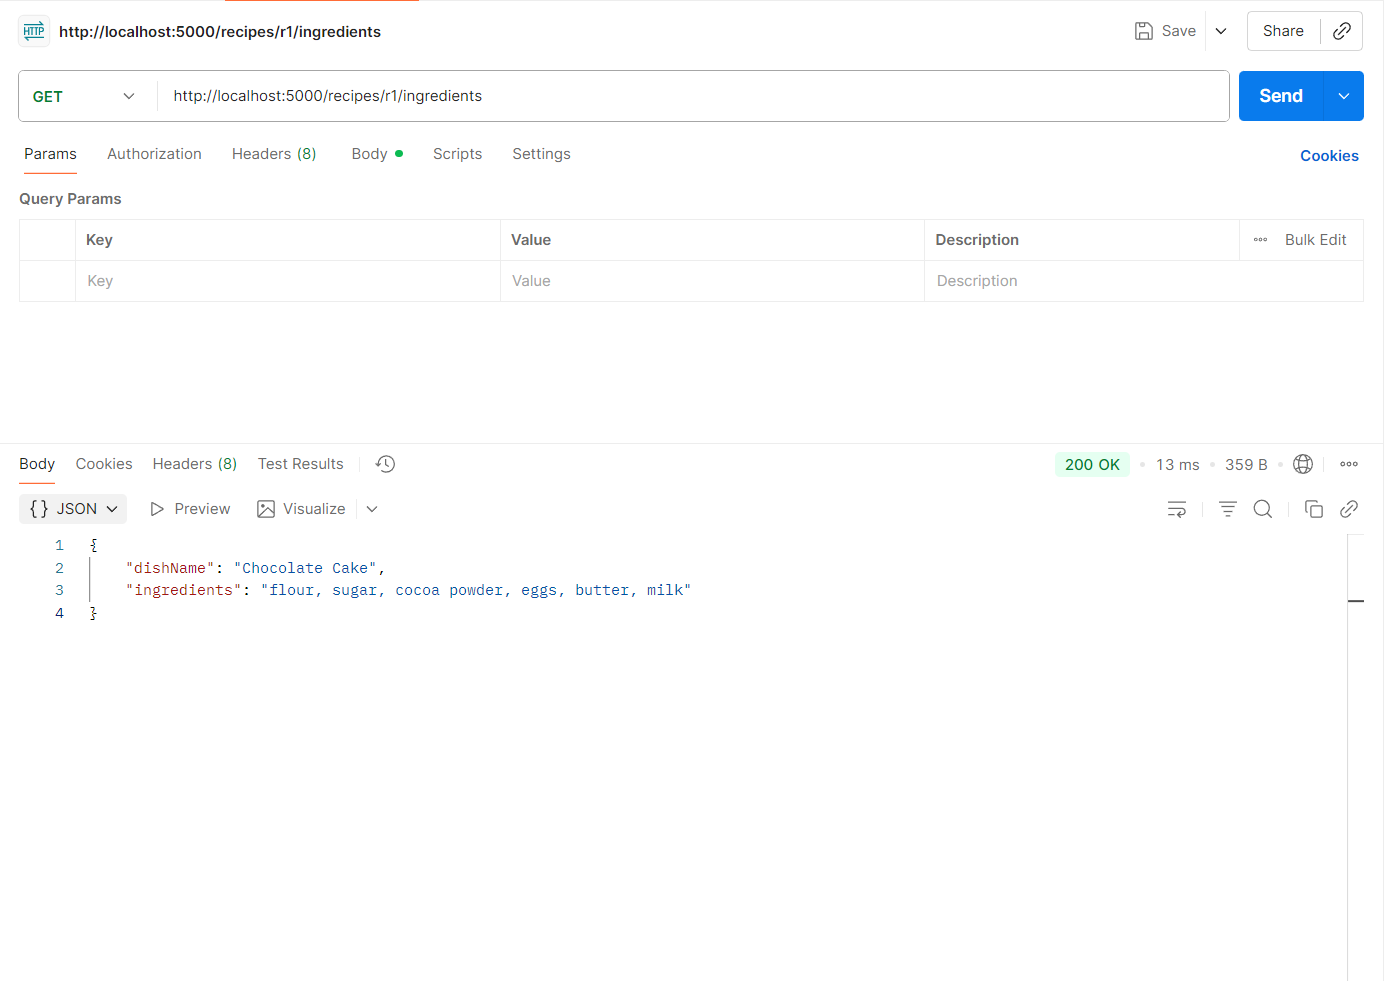 HTTP http://localhost:5000/recipes/r1/ingredients Save Share
GET http://localhost:5000/recipes/r1/ingredients Send
Params Authorization Headers (8) Body Scripts Settings Cookies
Query Params
Key Value Description Bulk Edit
Key Value Description
Body Cookies Headers (8) Test Results 200 OK 13 ms 359 B
{} JSON Preview Visualize
1 {
2 "dishName": "Chocolate Cake",
3 "ingredients": "flour, sugar, cocoa powder, eggs, butter, milk"
4 }